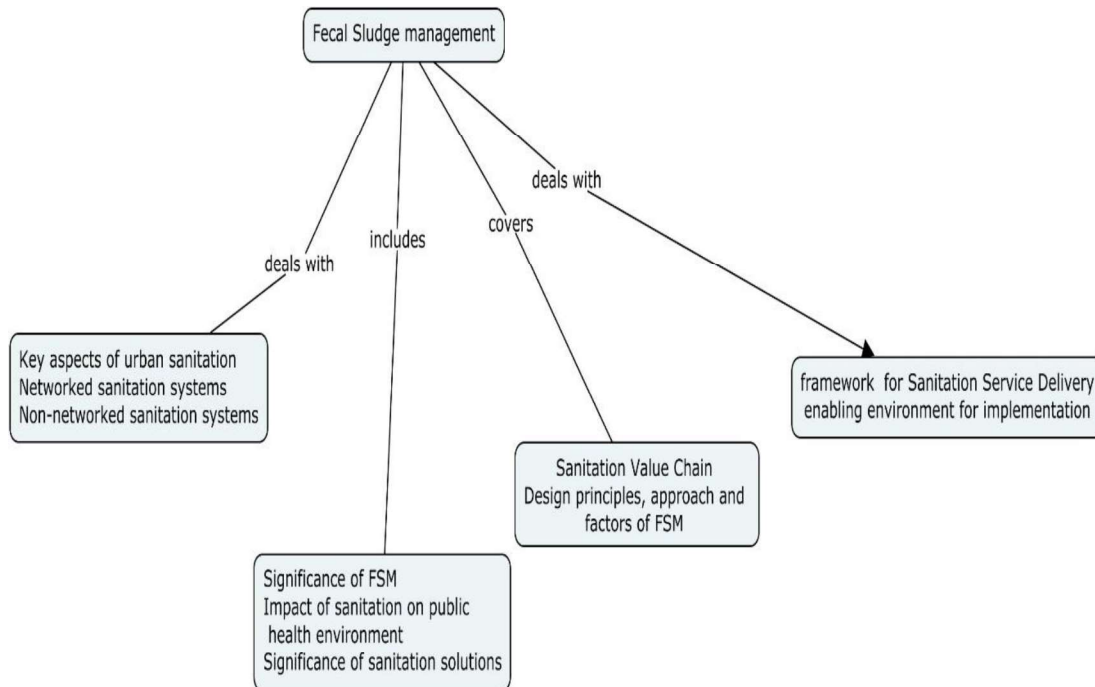 Fecal Sludge management
deals with
includes
covers
deals with
Key aspects of urban sanitation
Networked sanitation systems
Non-networked sanitation systems
Significance of FSM
Impact of sanitation on public
health environment
Significance of sanitation solutions
Sanitation Value Chain
Design principles, approach and
factors of FSM
framework for Sanitation Service Delivery
enabling environment for implementation